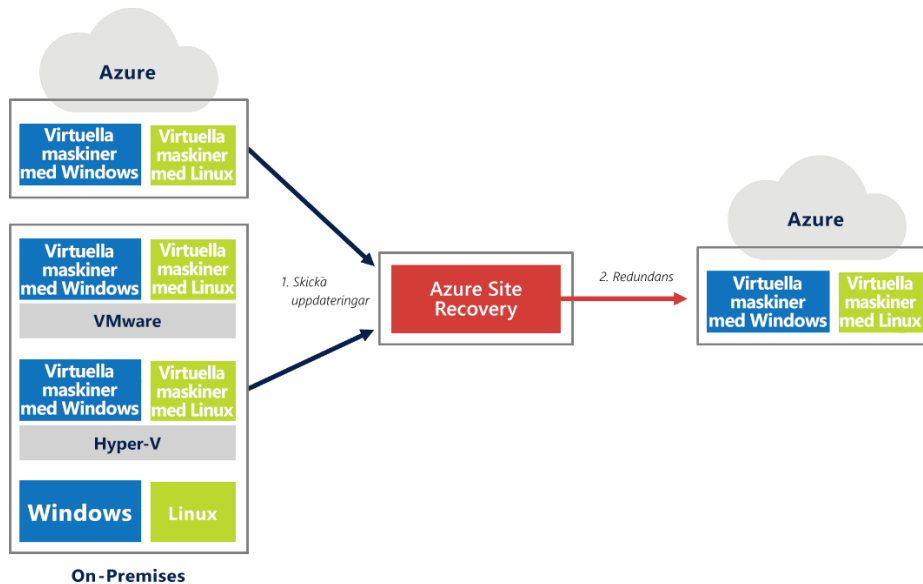 Azure
Virtuella
maskiner
med Windows
Virtuella
maskiner
med Linux
Virtuella
maskiner
med Windows
Virtuella
maskiner
med Linux
VMware
Virtuella
maskiner
med Windows
Virtuella
maskiner
med Linux
Hyper-V
Windows
Linux
On-Premises
1. Skicka
uppdateringar
Azure Site
Recovery
2. Redundans
Azure
Virtuella
maskiner
med Windows
Virtuella
maskiner
med Linux